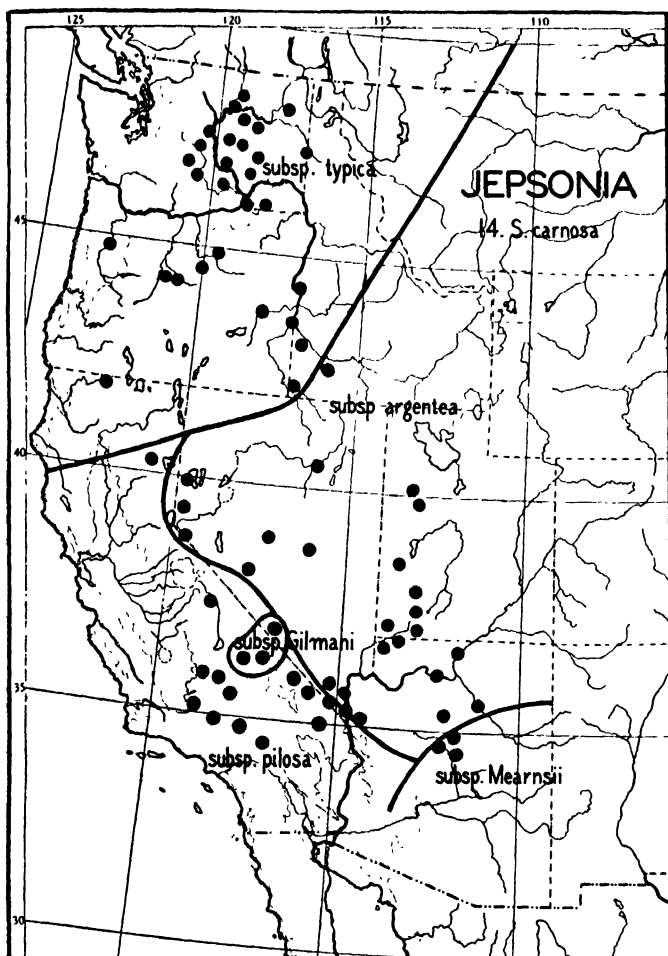 125
120
115
110
subsp. typica
JEPSONIA
14. S. carnosa
45
subsp argentea
40
subsp. Gilmani
35
subsp. pilosa
subsp. Mearnsii
30